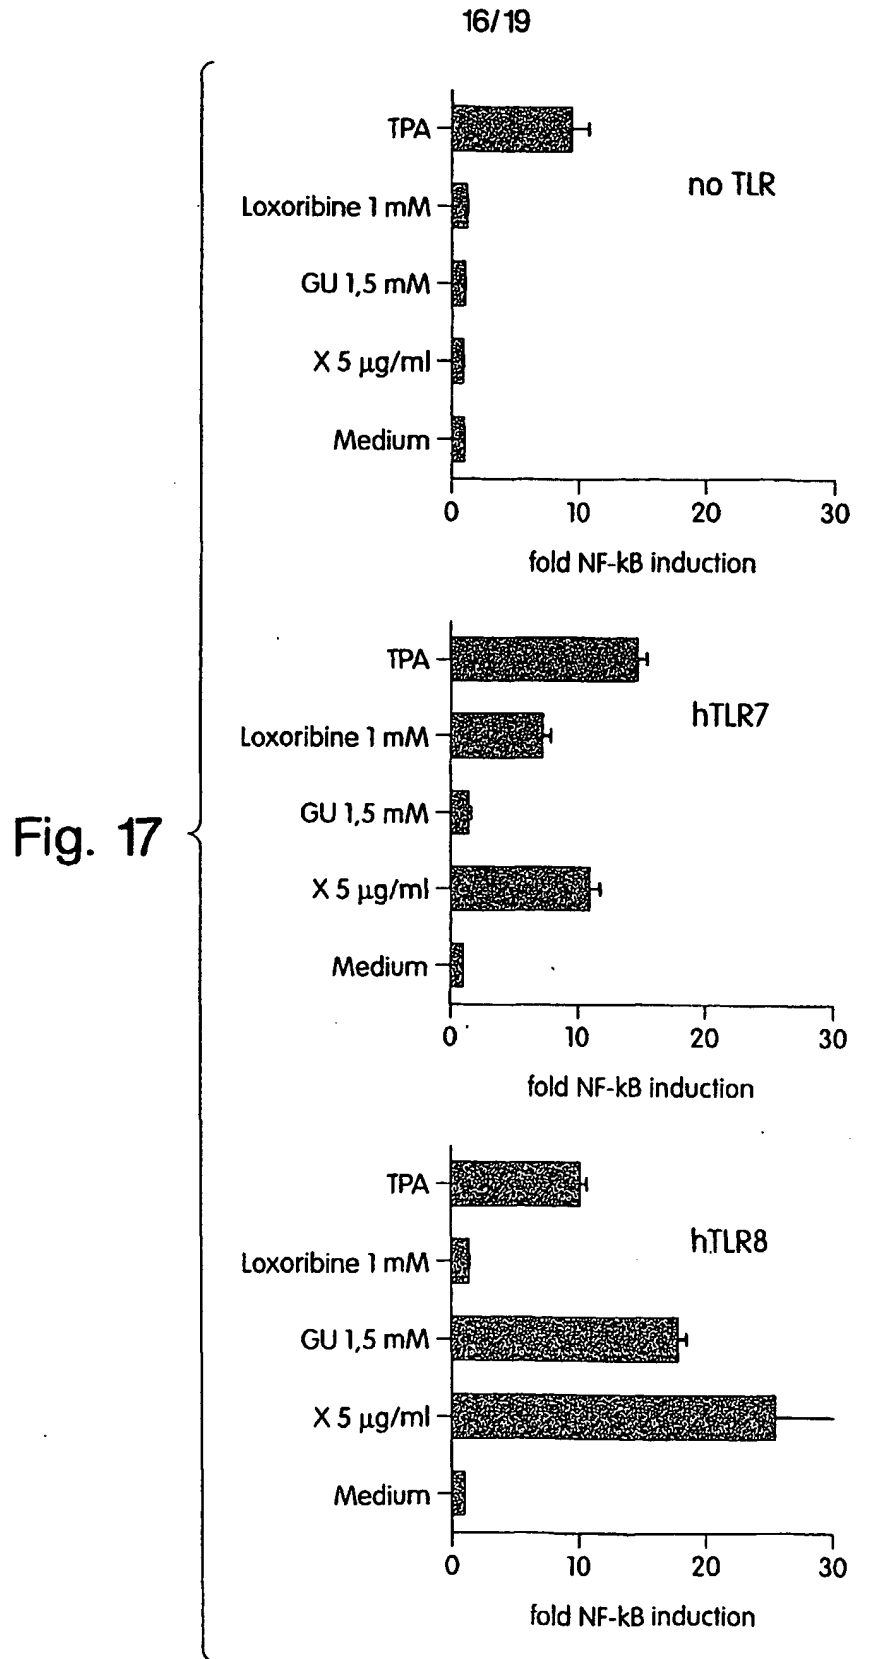 16/19
TPA
Loxoribine 1 mM
no TLR
GU 1,5 mM
X 5 μg/ml
Medium
0 10 20 30
fold NF-kB induction
TPA
Loxoribine 1 mM
hTLR7
GU 1,5 mM
Fig. 17
X 5 μg/ml
Medium
0 10 20 30
fold NF-kB induction
TPA
hTLR8
Loxoribine 1 mM
GU 1,5 mM
X 5 μg/ml
Medium
0 10 20 30
fold NF-kB induction